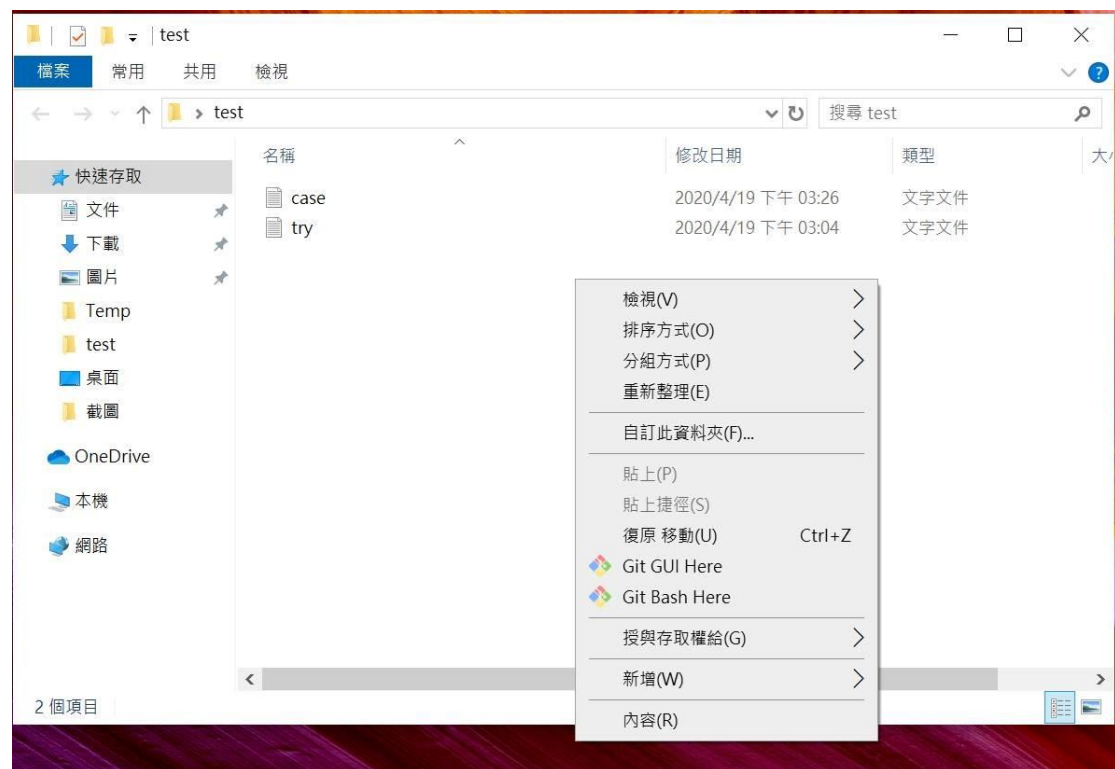 test
檔案 常用 共用 檢視
test
搜尋 test
名稱 修改日期 類型
快速存取
文件
下載
圖片
Temp
test
桌面
截圖
OneDrive
本機
網路
case 2020/4/19 下午 03:26 文字文件
try 2020/4/19 下午 03:04 文字文件
檢視(V)
排序方式(O)
分組方式(P)
重新整理(E)
自訂此資料夾(F)...
貼上(P)
貼上捷徑(S)
復原 移動(U) Ctrl+Z
Git GUI Here
Git Bash Here
授與存取權給(G)
新增(W)
內容(R)
2 個項目